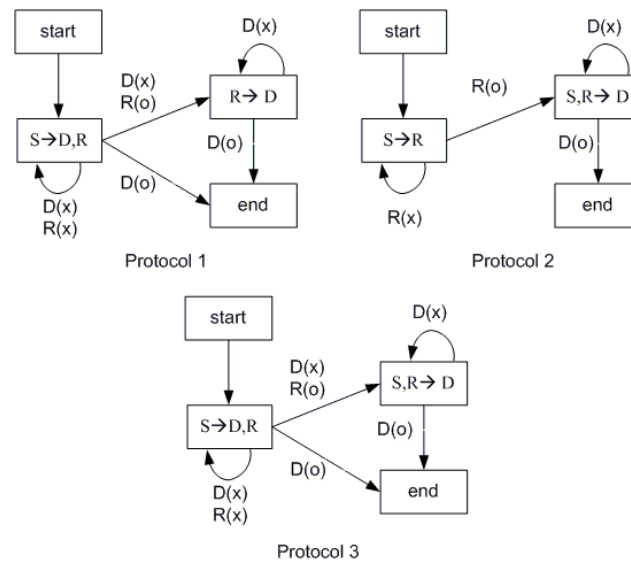 start
D(x)
D(x)
R(o)
R→ D
S→D,R
D(o)
D(o)
end
D(x)
R(x)
Protocol 1
start
D(x)
R(o)
S,R→ D
S→R
D(o)
end
R(x)
Protocol 2
start
D(x)
D(x)
R(o)
S,R→ D
S→D,R
D(o)
D(o)
end
D(x)
R(x)
Protocol 3